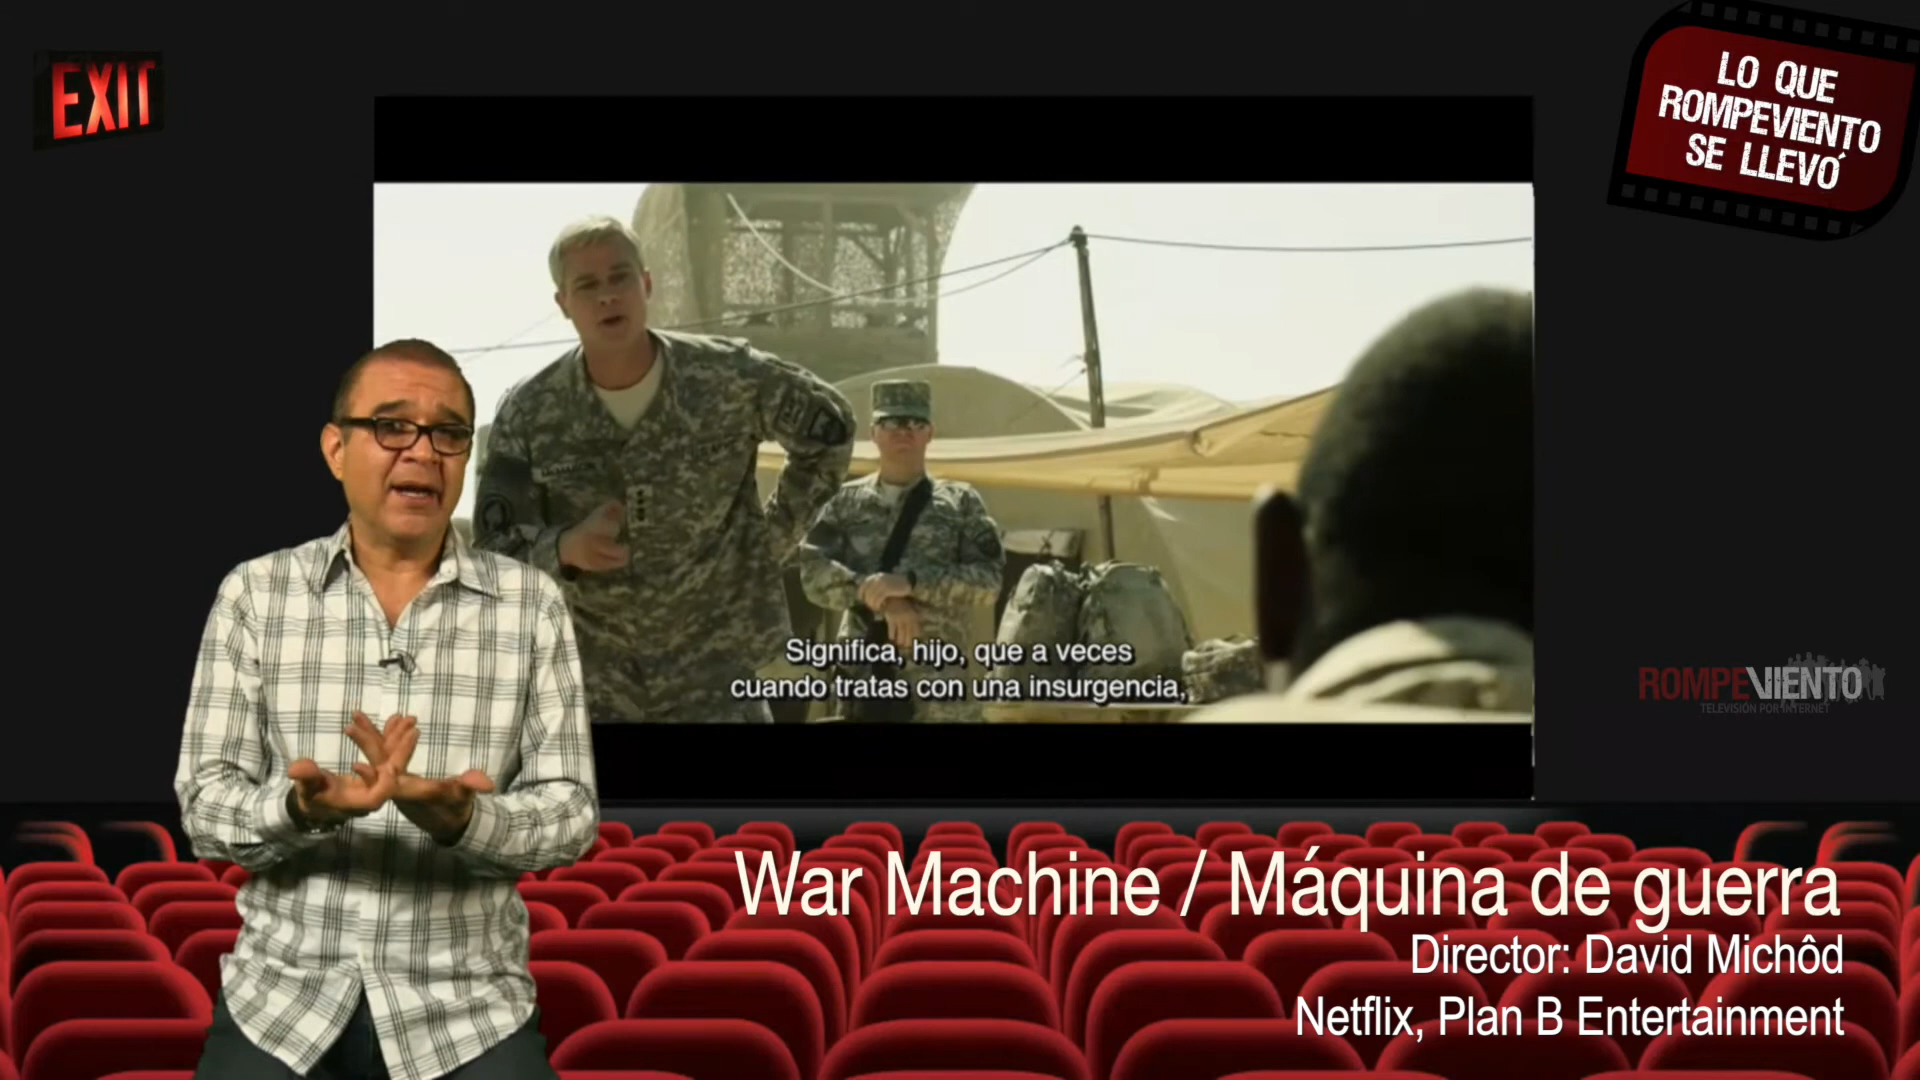 EXIT
LO QUE
ROMPEVIENTO
SE LLEVÓ
Significa, hijo, que a veces
cuando tratas con una insurgencia,
ROMPEVIENTO
TELEVISIÓN POR INTERNET
War Machine / Máquina de guerra
Director: David Michôd
Netflix, Plan B Entertainment